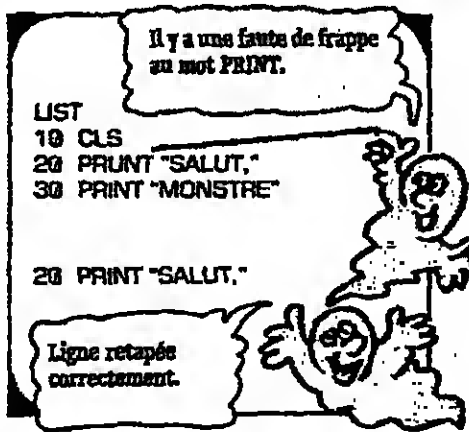 Il y a une faute de frappe
au mot PRINT.
LIST
10 CLS
20 PRUNT "SALUT,"
30 PRINT "MONSTRE"
20 PRINT "SALUT,"
Ligne retapée
correctement.